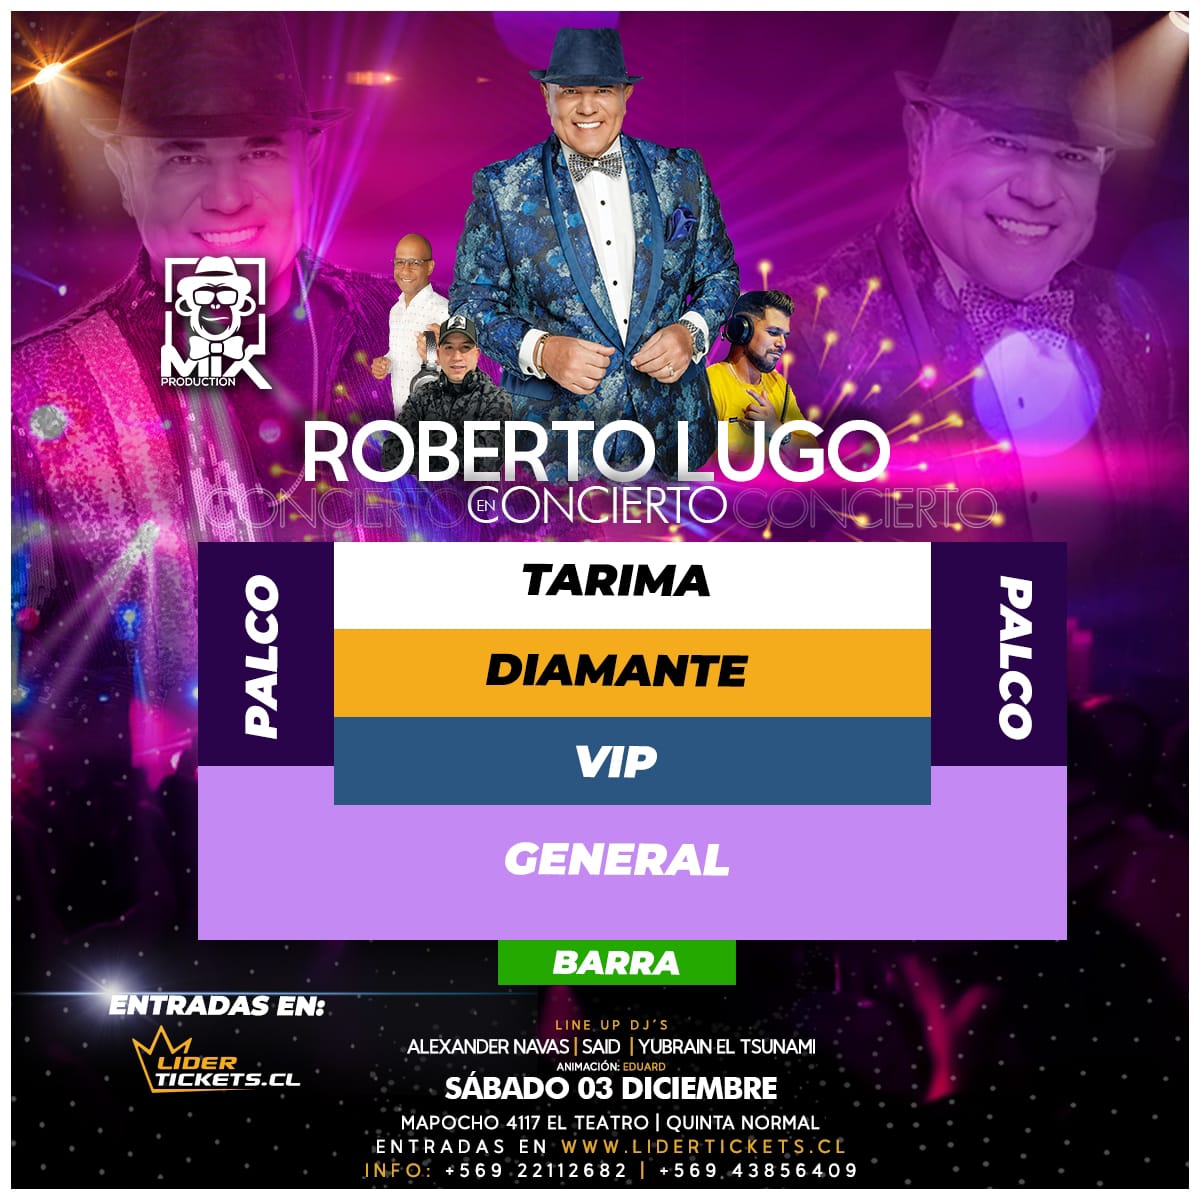 MiX
PRODUCTION
ROBERTO LUGO
CONCIERTO EN CONCIERTO CONCIERTO
PALCO
TARIMA
PALCO
DIAMANTE
VIP
GENERAL
BARRA
ENTRADAS EN:
LIDER
TICKETS.CL
LINE UP DJ´S
ALEXANDER NAVAS | SAID | YUBRAIN EL TSUNAMI
ANIMACIÓN: EDUARD
SÁBADO 03 DICIEMBRE
MAPOCHO 4117 EL TEATRO | QUINTA NORMAL
ENTRADAS EN WWW.LIDERTICKETS.CL
INFO: +569 22112682 | +569 43856409